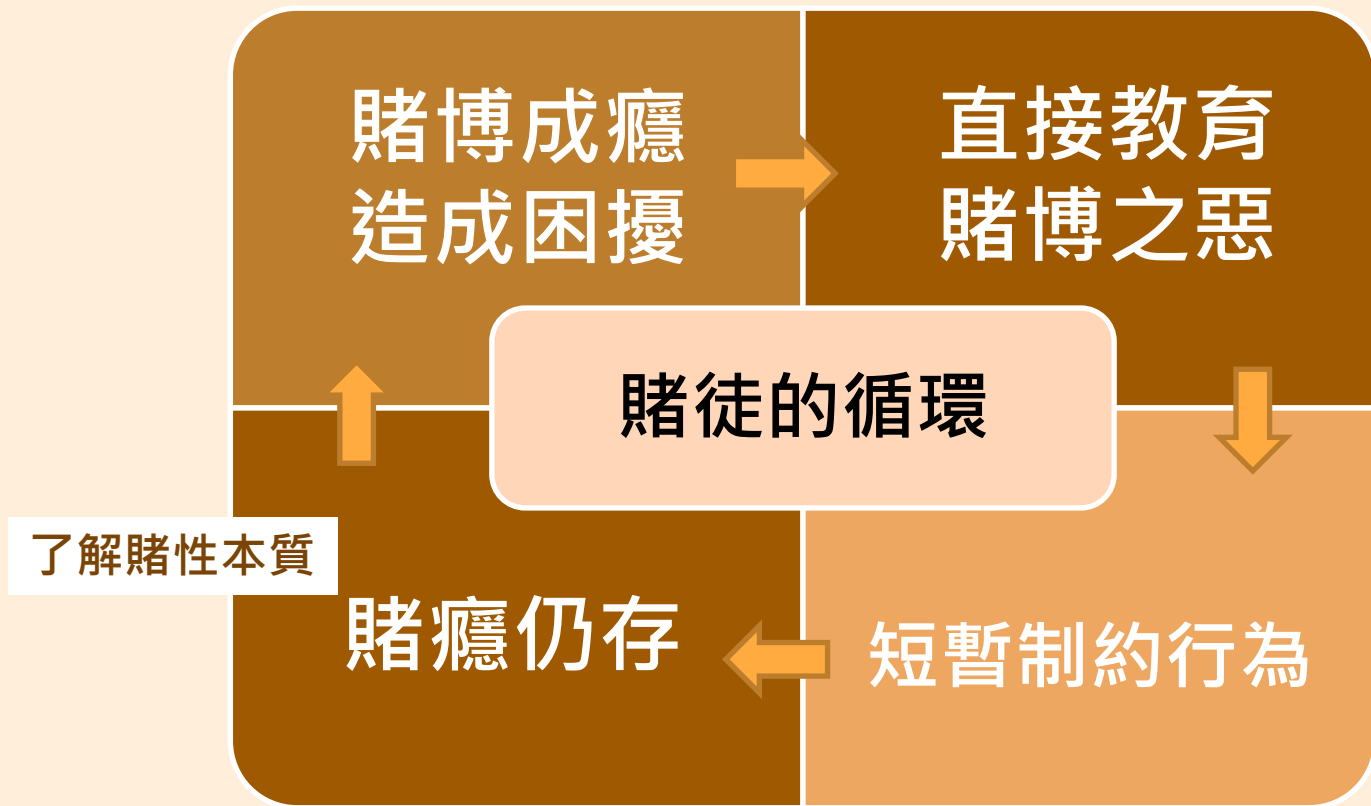 賭博成癮
造成困擾
直接教育
賭博之惡
賭徒的循環
了解賭性本質
賭癮仍存
短暫制約行為